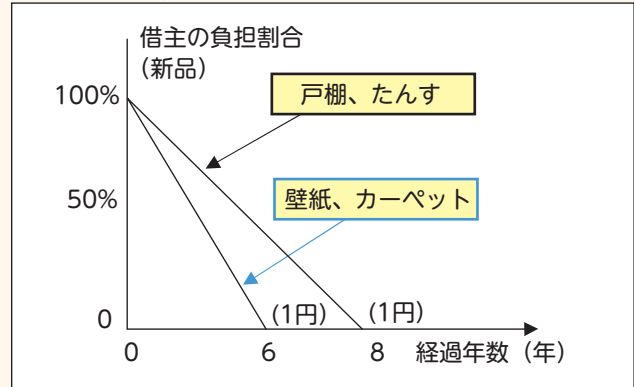 借主の負担割合
(新品)
100%
戸棚、たんす
50%
壁紙、カーペット
0
(1円)
(1円)
0
6
8
経過年数（年）